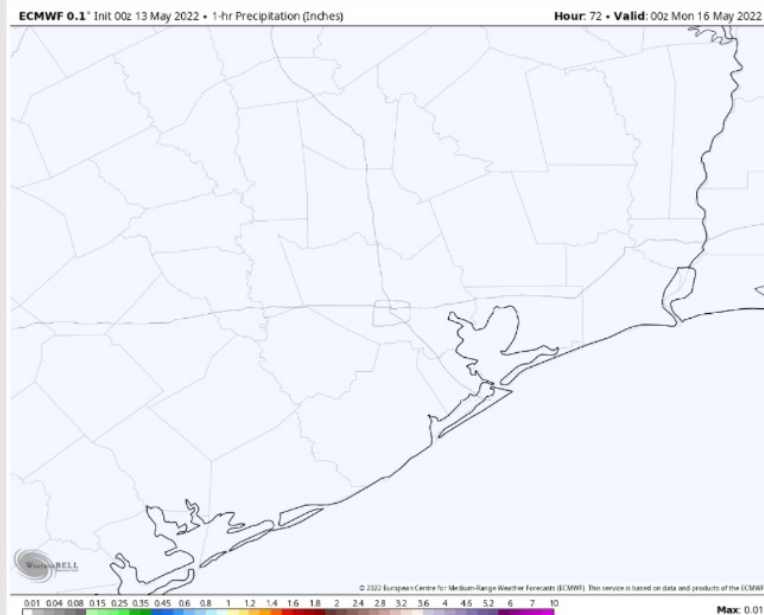 ECMWF 0.1° Init 00z 13 May 2022 • 1-hr Precipitation (Inches) Hour: 72 • Valid: 00z Mon 16 May 2022
WeatherBELL
© 2022 European Centre for Medium-Range Weather Forecasts (ECMWF). This service is based on data and products of the ECMWF
0.01 0.04 0.08 0.15 0.25 0.35 0.45 0.6 0.8 1 1.2 1.4 1.6 1.8 2 2.4 2.8 3.2 3.6 4 4.6 5.2 6 7 10
Max: 0.01